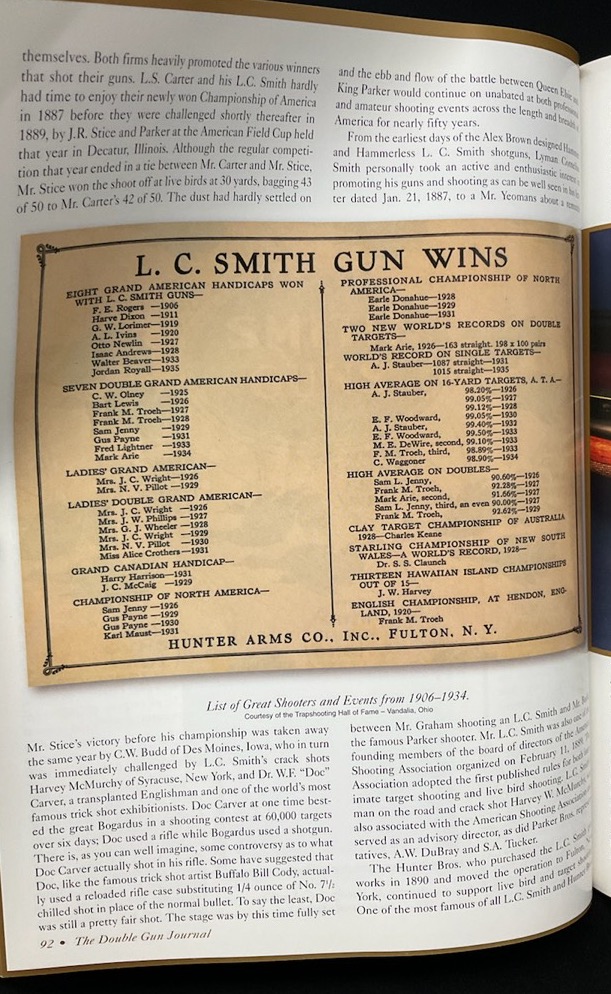 themselves. Both firms heavily promoted the various winners
that shot their guns. L.S. Carter and his L.C. Smith hardly
had time to enjoy their newly won Championship of America
in 1887 before they were challenged shortly thereafter in
1889, by J.R. Stice and Parker at the American Field Cup held
that year in Decatur, Illinois. Although the regular competi-
tion that year ended in a tie between Mr. Carter and Mr. Stice,
Mr. Stice won the shoot off at live birds at 30 yards, bagging 43
of 50 to Mr. Carter's 42 of 50. The dust had hardly settled on
and the ebb and flow of the battle between Queen Elsie and
King Parker would continue on unabated at both
and amateur shooting events across the length and breadth of
America for nearly fifty years.
From the earliest days of the Alex Brown designed
and Hammerless L. C. Smith shotguns, Lyman
Smith personally took an active and enthusiastic interest
promoting his guns and shooting as can be well seen in his
ter dated Jan. 21, 1887, to a Mr. Yeomans about a
L. C. SMITH GUN WINS
EIGHT GRAND AMERICAN HANDICAPS WON
WITH L. C. SMITH GUNS—
F. E. Rogers —1906
Harve Dixon —1911
G. W. Lorimer—1919
A. L. Ivins —1920
Otto Newlin —1927
Isaac Andrews—1928
Walter Beaver—1933
Jordan Royall—1935
SEVEN DOUBLE GRAND AMERICAN HANDICAPS—
C. W. Olney —1925
Bart Lewis —1926
Frank M. Troeh—1927
Frank M. Troeh—1928
Sam Jenny —1929
Gus Payne —1931
Fred Lightner —1933
Mark Arie —1934
LADIES' GRAND AMERICAN—
Mrs. J. C. Wright—1926
Mrs. N. V. Pillot —1929
LADIES' DOUBLE GRAND AMERICAN—
Mrs. J. C. Wright —1926
Mrs. J. W. Phillips —1927
Mrs. G. J. Wheeler —1928
Mrs. J. C. Wright —1929
Mrs. N. V. Pillot —1930
Miss Alice Crothers—1931
GRAND CANADIAN HANDICAP—
Harry Harrison—1931
J. C. McCaig —1929
CHAMPIONSHIP OF NORTH AMERICA—
Sam Jenny —1926
Gus Payne —1929
Gus Payne —1930
Karl Maust—1931
PROFESSIONAL CHAMPIONSHIP OF NORTH
AMERICA—
Earle Donahue—1928
Earle Donahue—1929
Earle Donahue—1931
TWO NEW WORLD'S RECORDS ON DOUBLE
TARGETS—
Mark Arie, 1926—163 straight. 198 x 100 pairs
WORLD'S RECORD ON SINGLE TARGETS—
A. J. Stauber—1087 straight—1931
1015 straight—1935
HIGH AVERAGE ON 16-YARD TARGETS, A. T. A.—
A. J. Stauber, 98.20%—1926
99.05%—1927
99.12%—1928
E. F. Woodward, 99.05%—1930
A. J. Stauber, 99.40%—1932
E. F. Woodward, 99.50%—1933
M. E. DeWire, second, 99.10%—1933
F. M. Troeh, third, 98.89%—1933
C. Waggoner 98.90%—1934
HIGH AVERAGE ON DOUBLES—
Sam L. Jenny, 90.60%—1926
Frank M. Troeh, 92.28%—1927
Mark Arie, second, 91.66%—1927
Sam L. Jenny, third, an even 90.00%—1927
Frank M. Troeh, 92.62%—1929
CLAY TARGET CHAMPIONSHIP OF AUSTRALIA
1928—Charles Keane
STARLING CHAMPIONSHIP OF NEW SOUTH
WALES—A WORLD'S RECORD, 1928—
Dr. S. S. Claunch
THIRTEEN HAWAIIAN ISLAND CHAMPIONSHIPS
OUT OF 15—
J. W. Harvey
ENGLISH CHAMPIONSHIP, AT HENDON, ENG-
LAND, 1920—
Frank M. Troeh
HUNTER ARMS CO., INC., FULTON, N. Y.
List of Great Shooters and Events from 1906–1934.
Courtesy of the Trapshooting Hall of Fame – Vandalia, Ohio
Mr. Stice's victory before his championship was taken away
the same year by C.W. Budd of Des Moines, Iowa, who in turn
was immediately challenged by L.C. Smith's crack shots
Harvey McMurchy of Syracuse, New York, and Dr. W.F. "Doc"
Carver, a transplanted Englishman and one of the world's most
famous trick shot exhibitionists. Doc Carver at one time best-
ed the great Bogardus in a shooting contest at 60,000 targets
over six days; Doc used a rifle while Bogardus used a shotgun.
There is, as you can well imagine, some controversy as to what
Doc Carver actually shot in his rifle. Some have suggested that
Doc, like the famous trick shot artist Buffalo Bill Cody, actual-
ly used a reloaded rifle case substituting 1/4 ounce of No. 7½
chilled shot in place of the normal bullet. To say the least, Doc
was still a pretty fair shot. The stage was by this time fully set
between Mr. Graham shooting an L.C. Smith and Mr.
the famous Parker shooter. Mr. L.C. Smith was also one of
founding members of the board of directors of the
Shooting Association organized on February 11,
Association adopted the first published rules for both
imate target shooting and live bird shooting. L.C.
man on the road and crack shot Harvey W. McMurchy
also associated with the American Shooting Association
served as an advisory director, as did Parker Bros.
tatives, A.W. DuBray and S.A. Tucker.
The Hunter Bros. who purchased the L.C. Smith
works in 1890 and moved the operation to Fulton,
York, continued to support live bird and target
One of the most famous of all L.C. Smith and Hunter
92 • The Double Gun Journal